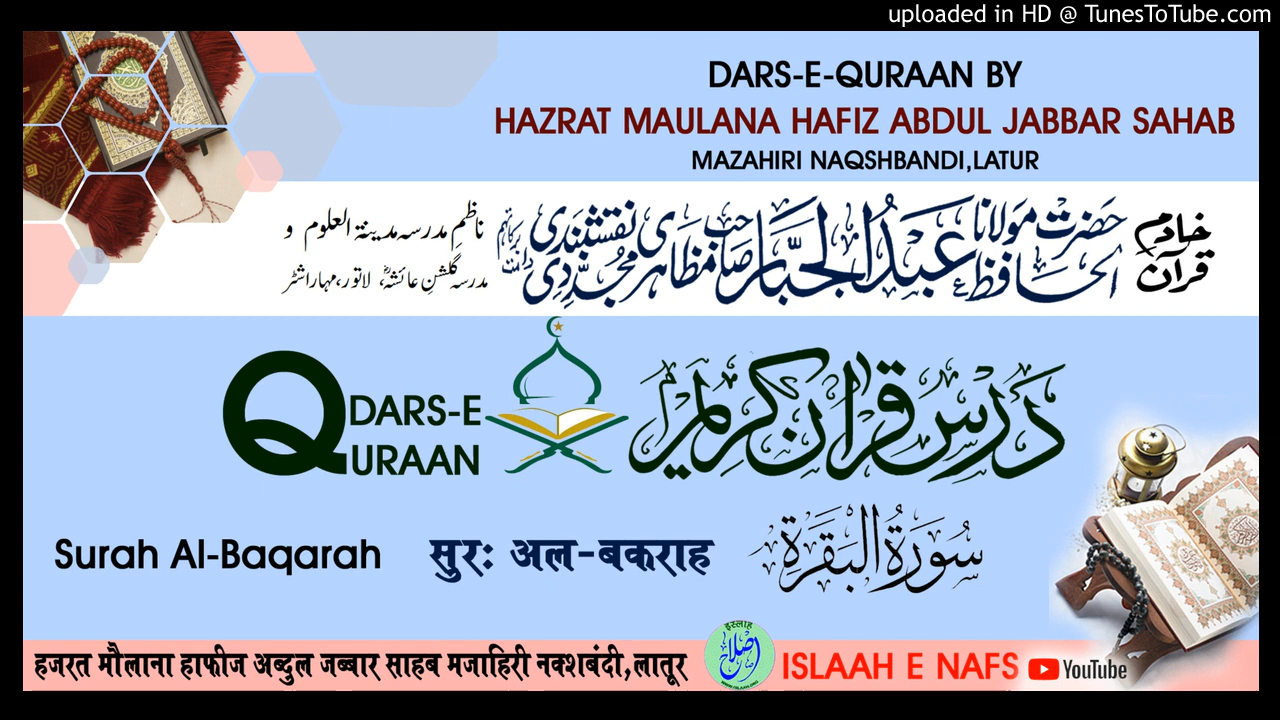 uploaded in HD @ TunesToTube.com
DARS-E-QURAAN BY
HAZRAT MAULANA HAFIZ ABDUL JABBAR SAHAB
MAZAHIRI NAQSHBANDI,LATUR
خادم قرآن
حضرت مولانا الحافظ عبدالجبار صاحب مظاہری نقشبندی مجددی
ناظم مدرسہ مدینۃ العلوم و
مدرسہ گلشنِ عائشہؓ، لاتور، مہاراشٹر
DARS-E
QURAAN
درس قرآن کریم
Surah Al-Baqarah
सुरः अल-बकराह
سُورَةُ الْبَقَرَة
हजरत मौलाना हाफीज अब्दुल जब्बार साहब मजाहिरी नक्शबंदी,लातूर
इस्लाह
اصلاح
ISLAAH E NAFS
YouTube